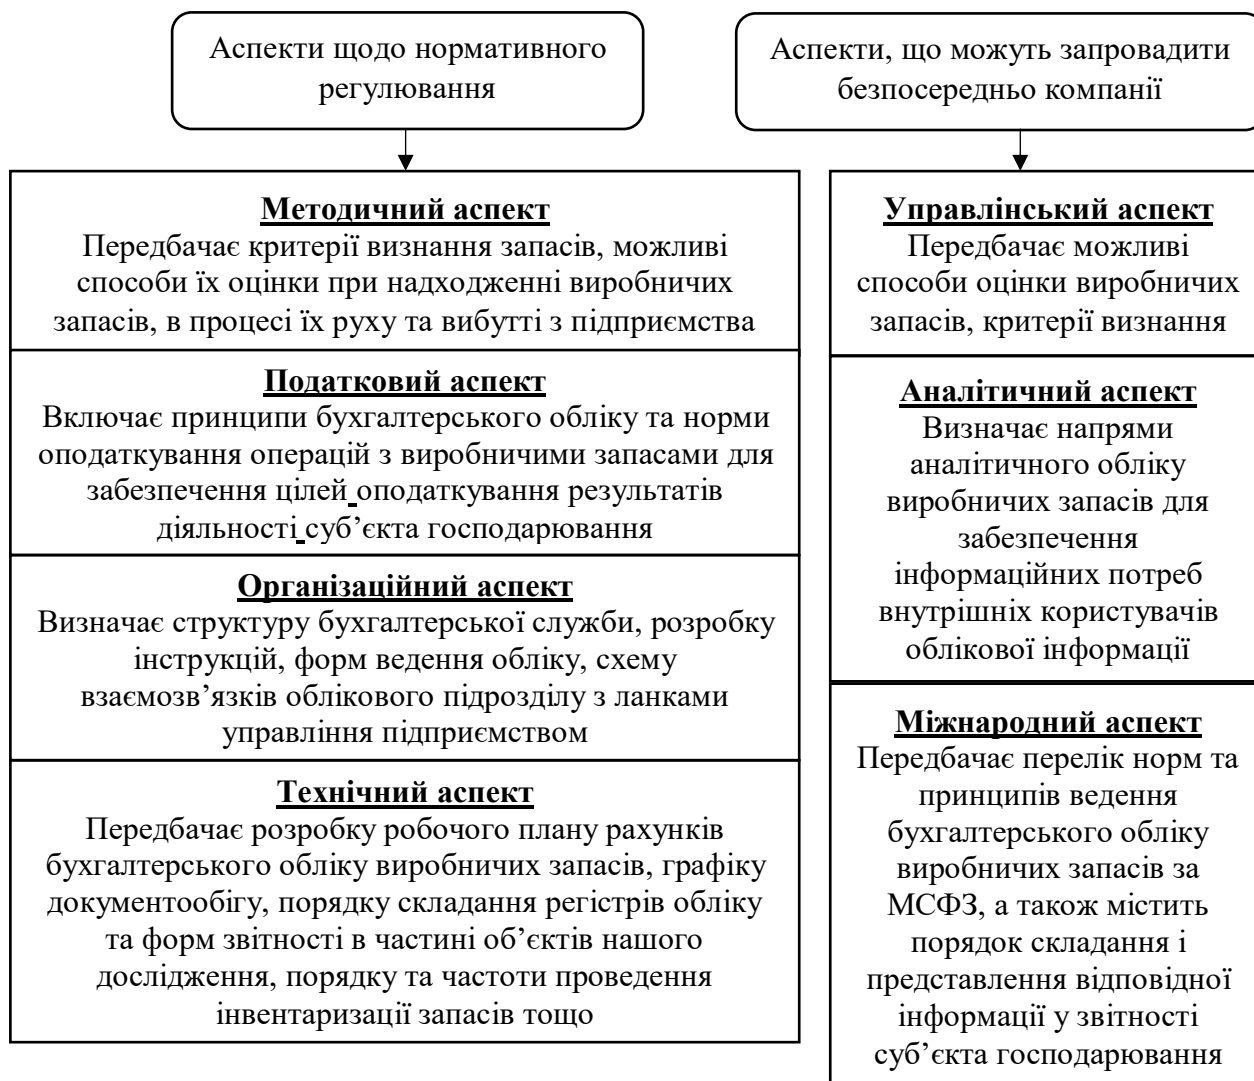 Аспекти щодо нормативного
регулювання
Аспекти, що можуть запровадити
безпосередньо компанії
Методичний аспект
Передбачає критерії визнання запасів, можливі
способи їх оцінки при надходженні виробничих
запасів, в процесі їх руху та вибутті з підприємства
Податковий аспект
Включає принципи бухгалтерського обліку та норми
оподаткування операцій з виробничими запасами для
забезпечення цілей оподаткування результатів
діяльності суб’єкта господарювання
Організаційний аспект
Визначає структуру бухгалтерської служби, розробку
інструкцій, форм ведення обліку, схему
взаємозв’язків облікового підрозділу з ланками
управління підприємством
Технічний аспект
Передбачає розробку робочого плану рахунків
бухгалтерського обліку виробничих запасів, графіку
документообігу, порядку складання регістрів обліку
та форм звітності в частині об’єктів нашого
дослідження, порядку та частоти проведення
інвентаризації запасів тощо
Управлінський аспект
Передбачає можливі
способи оцінки виробничих
запасів, критерії визнання
Аналітичний аспект
Визначає напрями
аналітичного обліку
виробничих запасів для
забезпечення
інформаційних потреб
внутрішніх користувачів
облікової інформації
Міжнародний аспект
Передбачає перелік норм та
принципів ведення
бухгалтерського обліку
виробничих запасів за
МСФЗ, а також містить
порядок складання і
представлення відповідної
інформації у звітності
суб’єкта господарювання